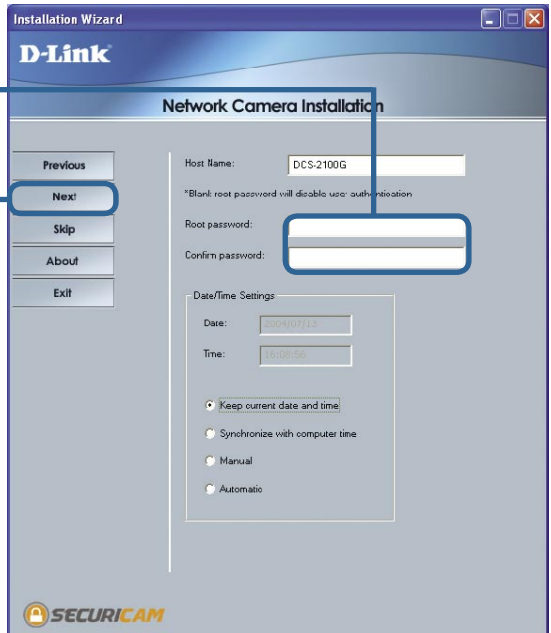 Installation Wizard
D-Link
Network Camera Installation
Previous
Next
Skip
About
Exit
Host Name: DCS-2100G
*Blank root password will disable user authentication
Root password:
Confirm password:
Date/Time Settings
Date: 2004/07/13
Time: 16:05:56
Keep current date and time
Synchronize with computer time
Manual
Automatic
SECURICAM